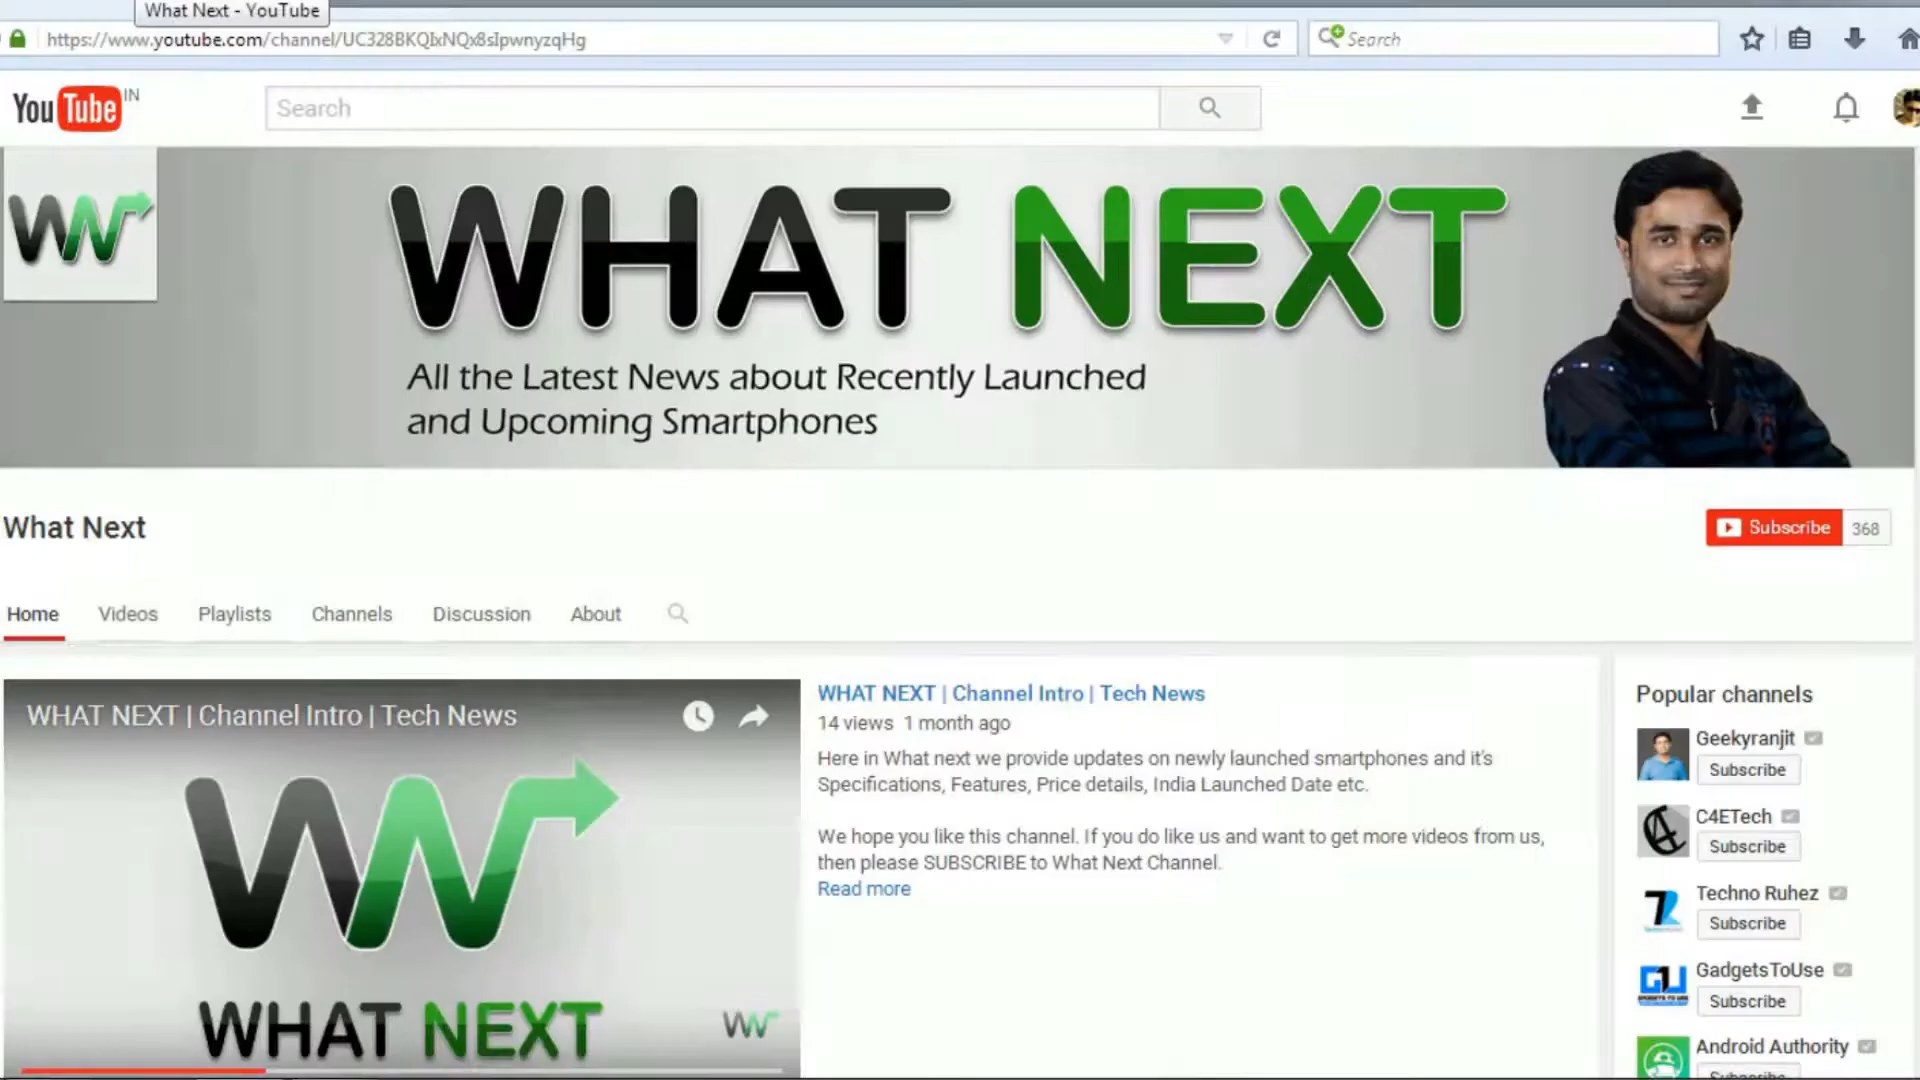 What Next - YouTube
https://www.youtube.com/channel/UC328BKQIxNQx8sIpwnyzqHg
Search
YouTube IN
Search
WN
WHAT NEXT
All the Latest News about Recently Launched
and Upcoming Smartphones
What Next
Subscribe 368
Home Videos Playlists Channels Discussion About
WHAT NEXT | Channel Intro | Tech News
WN
WHAT NEXT
WN
WHAT NEXT | Channel Intro | Tech News
14 views 1 month ago
Here in What next we provide updates on newly launched smartphones and it's
Specifications, Features, Price details, India Launched Date etc.
We hope you like this channel. If you do like us and want to get more videos from us,
then please SUBSCRIBE to What Next Channel.
Read more
Popular channels
Geekyranjit
Subscribe
C4ETech
Subscribe
Techno Ruhez
Subscribe
GadgetsToUse
Subscribe
GU
GADGETS TO USE
Android Authority
Subscribe